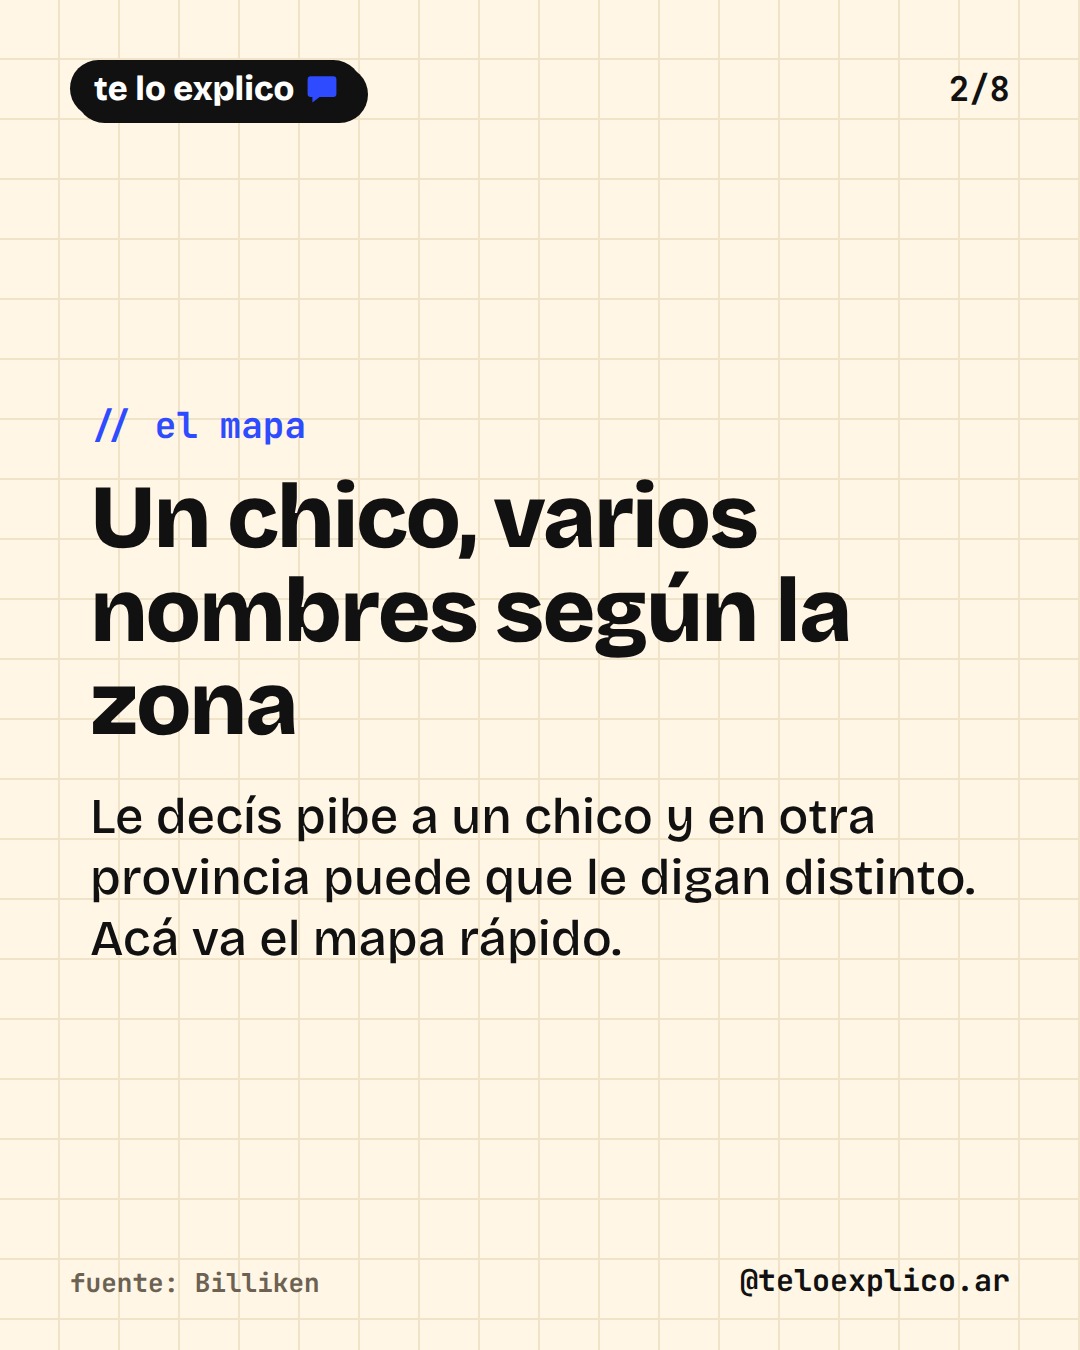 te lo explico
2/8
// el mapa
Un chico, varios
nombres según la
zona
Le decís pibe a un chico y en otra
provincia puede que le digan distinto.
Acá va el mapa rápido.
fuente: Billiken
@teloexplico.ar